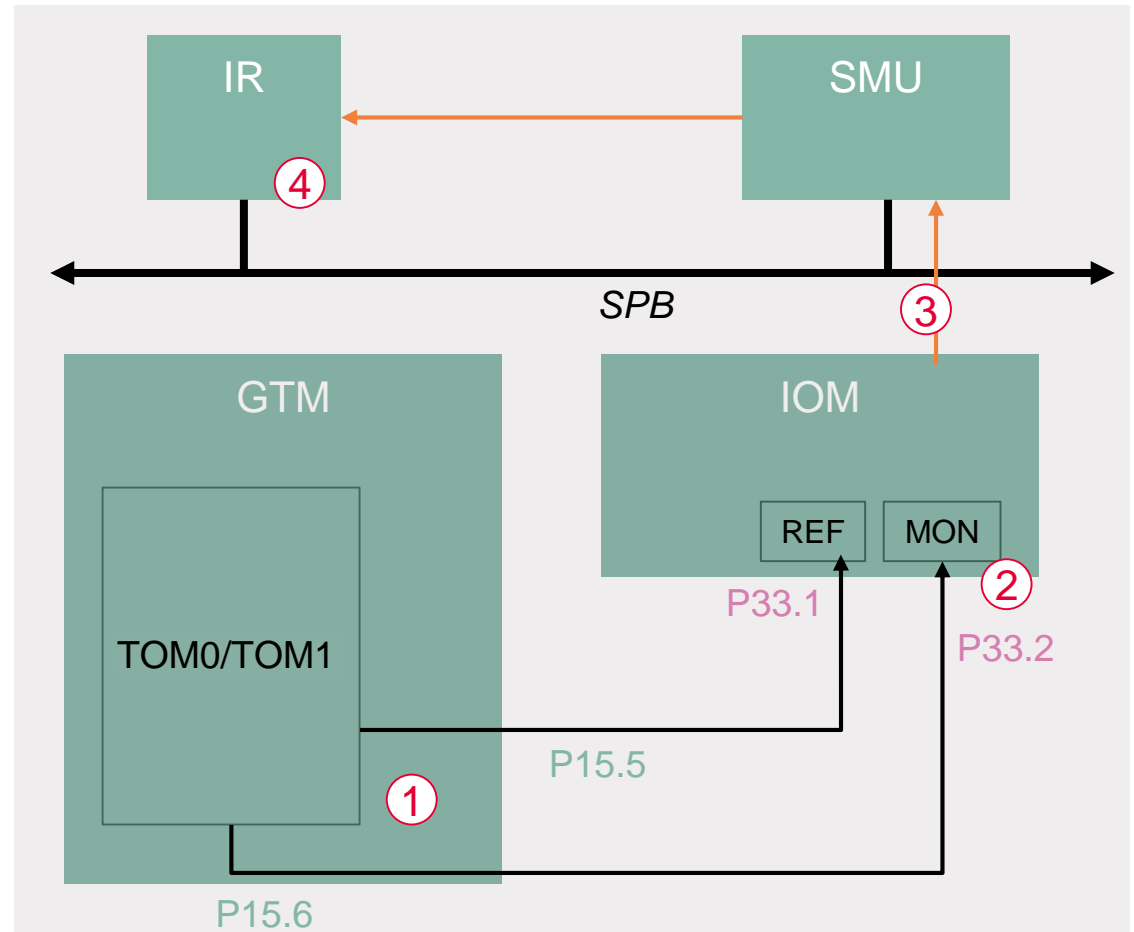 IR
SMU
4
SPB
3
GTM
IOM
REF
MON
2
P33.1
TOM0/TOM1
P33.2
P15.5
1
P15.6